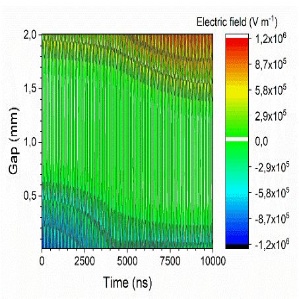 Electric field (V m⁻¹)
2,0
1,5
1,0
0,5
Gap (mm)
0
2500
5000
7500
10000
Time (ns)
1,2x10⁶
8,7x10⁵
5,8x10⁵
2,9x10⁵
0,0
-2,9x10⁵
-5,8x10⁵
-8,7x10⁵
-1,2x10⁶